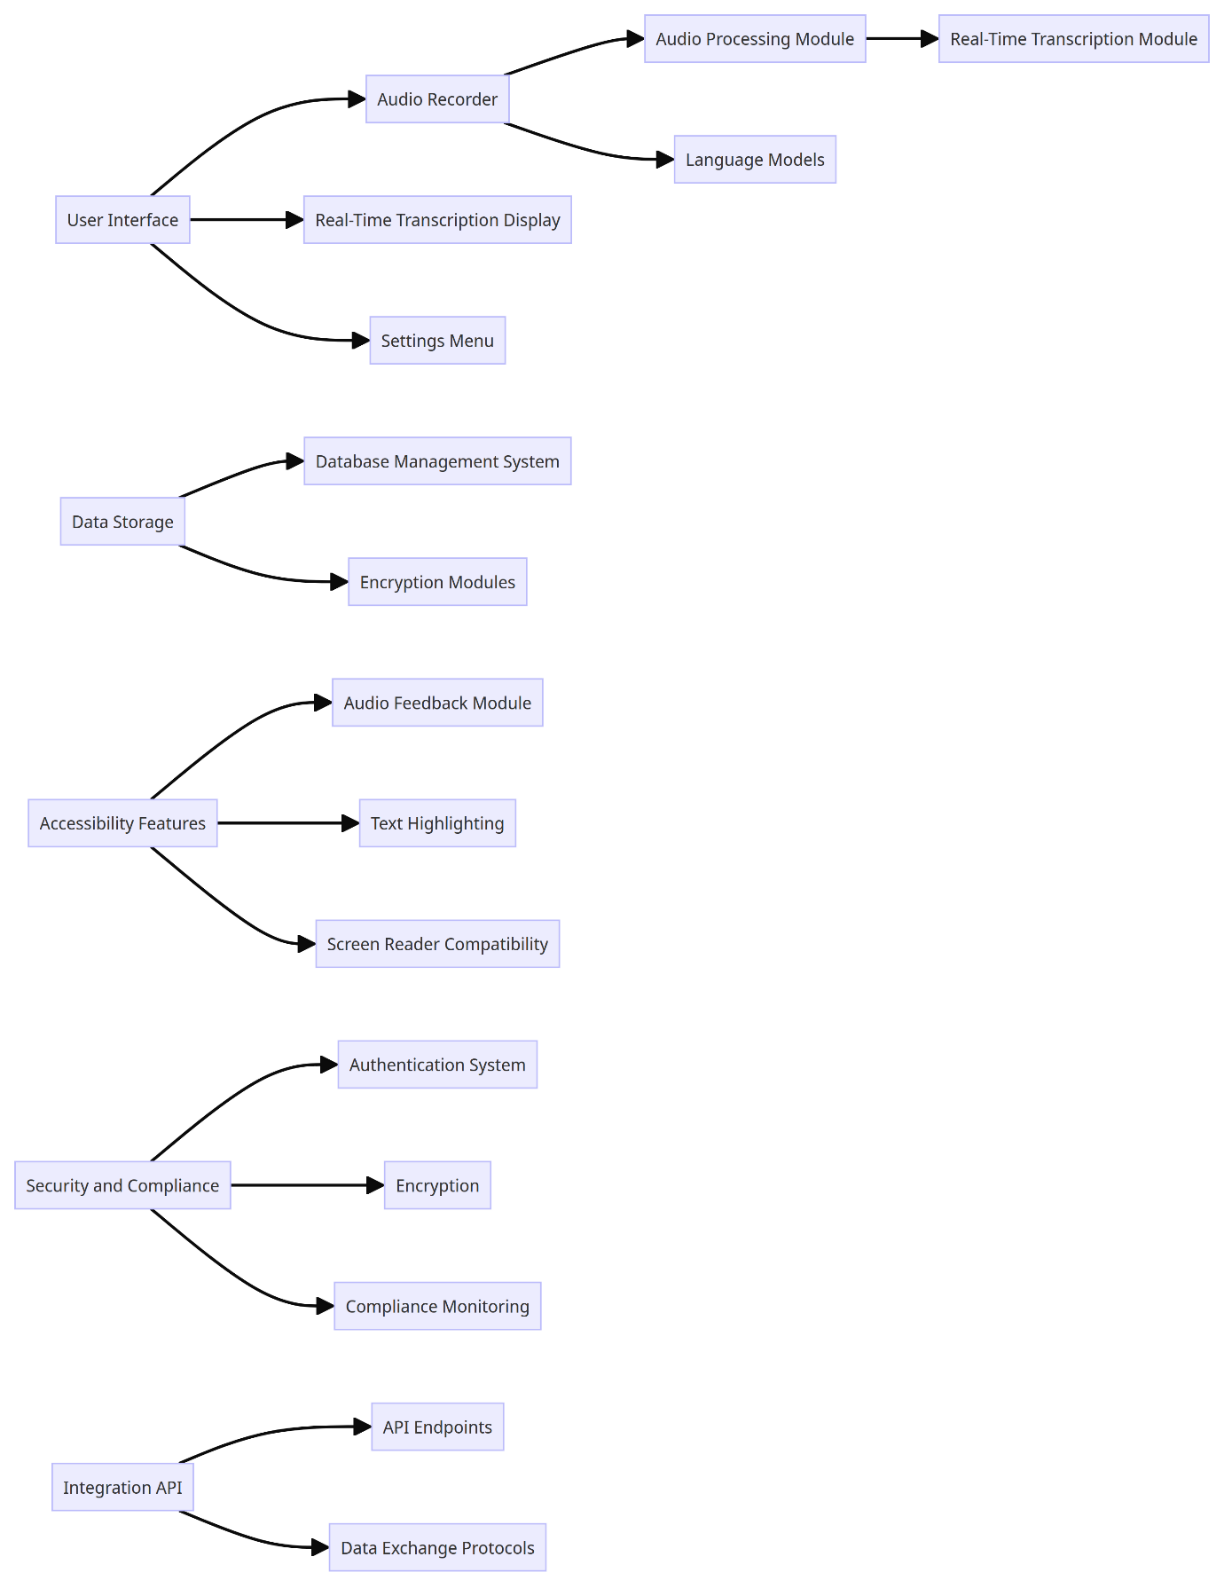 Audio Processing Module
Real-Time Transcription Module
Audio Recorder
Language Models
User Interface
Real-Time Transcription Display
Settings Menu
Database Management System
Data Storage
Encryption Modules
Audio Feedback Module
Accessibility Features
Text Highlighting
Screen Reader Compatibility
Authentication System
Security and Compliance
Encryption
Compliance Monitoring
API Endpoints
Integration API
Data Exchange Protocols